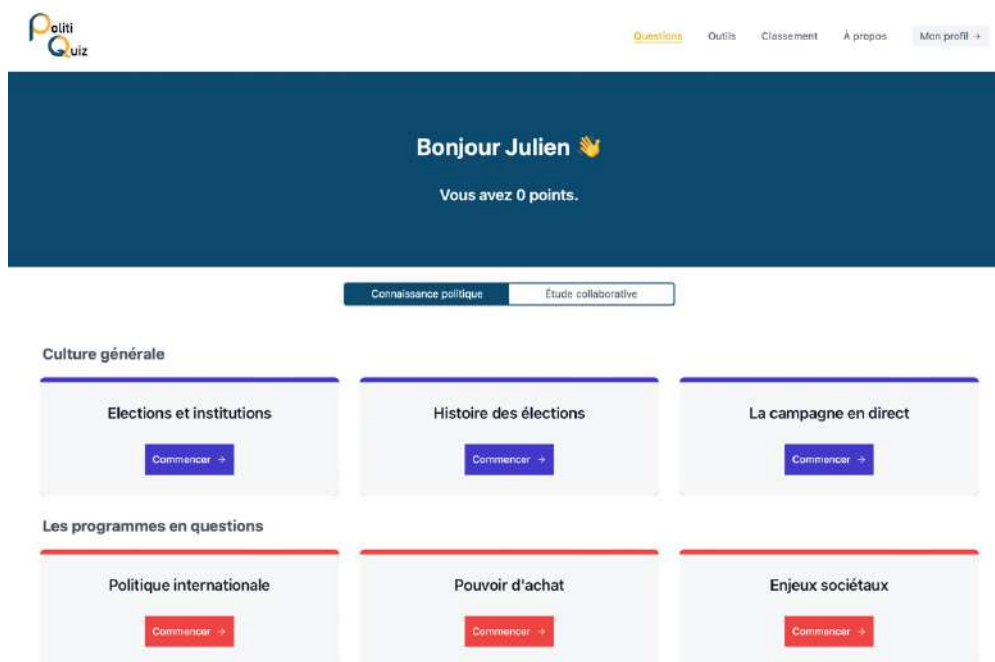 Politi
Quiz
Questions Outils Classement À propos Mon profil →
Bonjour Julien 👋
Vous avez 0 points.
Connaissance politique Étude collaborative
Culture générale
Elections et institutions Histoire des élections La campagne en direct
Commencer → Commencer → Commencer →
Les programmes en questions
Politique internationale Pouvoir d'achat Enjeux sociétaux
Commencer → Commencer → Commencer →